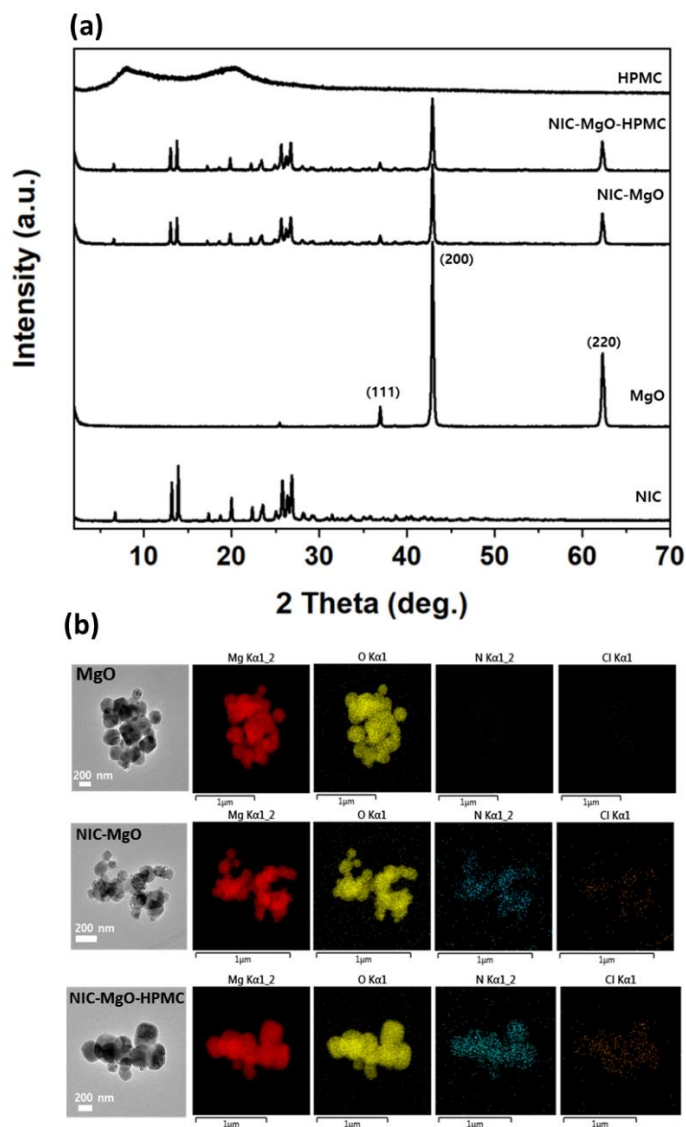 (a)
HPMC
NIC-MgO-HPMC
NIC-MgO
(200)
(220)
(111)
MgO
NIC
Intensity (a.u.)
10 20 30 40 50 60 70
2 Theta (deg.)
(b)
Mg Kα1_2 O Kα1 N Kα1_2 Cl Kα1
MgO
200 nm
1μm 1μm 1μm 1μm
Mg Kα1_2 O Kα1 N Kα1_2 Cl Kα1
NIC-MgO
200 nm
1μm 1μm 1μm 1μm
Mg Kα1_2 O Kα1 N Kα1_2 Cl Kα1
NIC-MgO-HPMC
200 nm
1μm 1μm 1μm 1μm